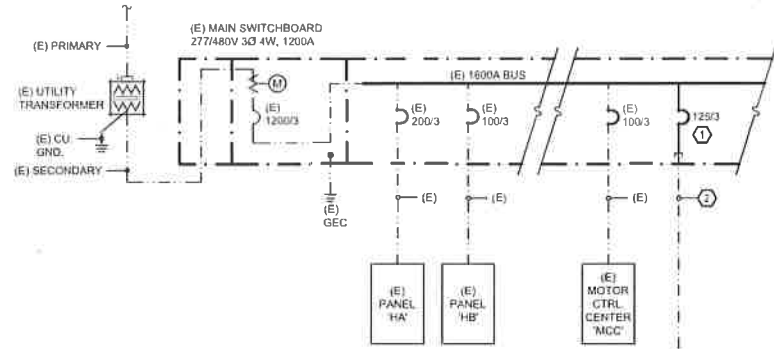 (E) MAIN SWITCHBOARD
277/480V 3Ø 4W, 1200A
(E) PRIMARY
(E) UTILITY
TRANSFORMER
(E) CU.
GND.
(E) SECONDARY
M
(E)
1200/3
(E)
GEC
(E) 1600A BUS
(E)
200/3
(E)
100/3
(E)
100/3
125/3
1
(E)
(E)
(E)
2
(E)
PANEL
'HA'
(E)
PANEL
'HB'
(E)
MOTOR
CTRL.
CENTER
'MCC'